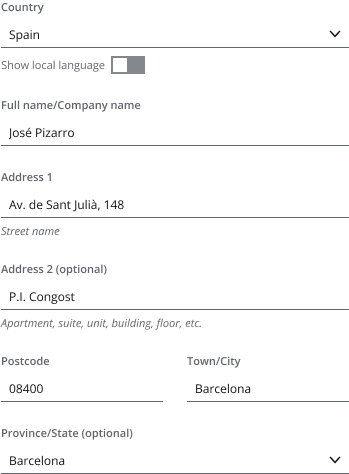 Country
Spain
Show local language
Full name/Company name
José Pizarro
Address 1
Av. de Sant Julià, 148
Street name
Address 2 (optional)
P.I. Congost
Apartment, suite, unit, building, floor, etc.
Postcode
Town/City
08400
Barcelona
Province/State (optional)
Barcelona